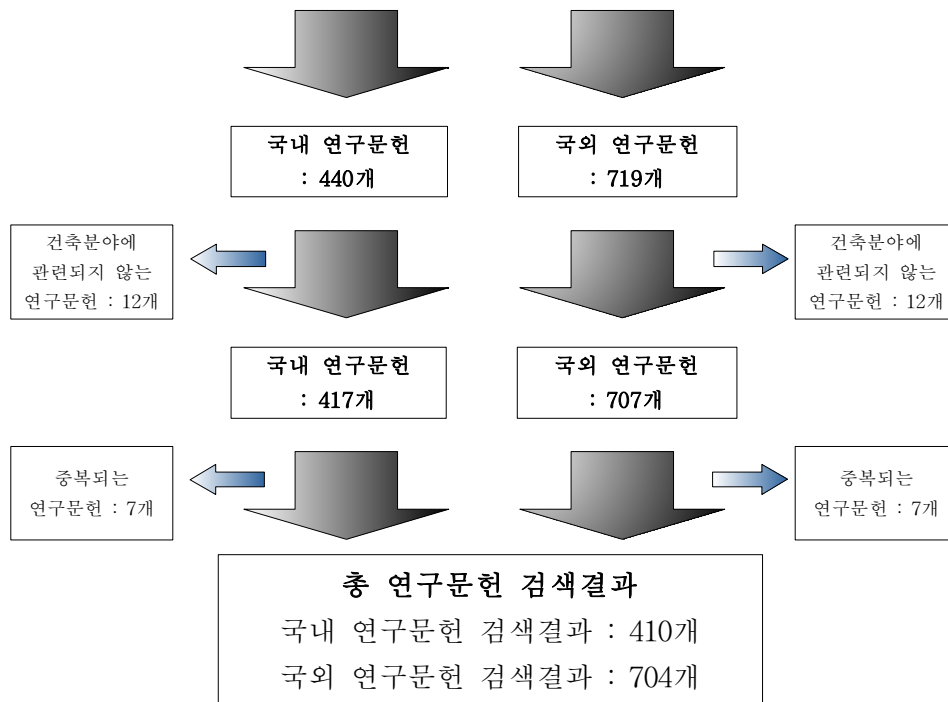 국내 연구문헌
: 440개
국외 연구문헌
: 719개
건축분야에
관련되지 않는
연구문헌 : 12개
건축분야에
관련되지 않는
연구문헌 : 12개
국내 연구문헌
: 417개
국외 연구문헌
: 707개
중복되는
연구문헌 : 7개
중복되는
연구문헌 : 7개
총 연구문헌 검색결과
국내 연구문헌 검색결과 : 410개
국외 연구문헌 검색결과 : 704개